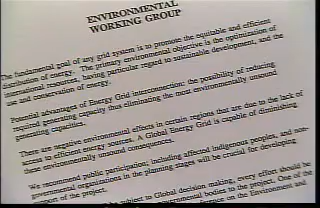 ENVIRONMENTAL
WORKING GROUP
The fundamental goal of any grid system is to promote the equitable and efficient
distribution of energy. The primary environmental objective is the optimization of
international resources, having particular regard to sustainable development, and the
use and conservation of energy.
Potential advantages of Energy Grid interconnection: the possibility of reducing
required generating capacity thus eliminating the most environmentally unsound
generating capacities.
There are negative environmental effects in certain regions that are due to the lack of
access to efficient energy sources. A Global Energy Grid is capable of diminishing
these environmentally unsound consequences.
We recommend public participation; including affected indigenous peoples, and non-
governmental organizations in the planning stages will be crucial for developing
support of the project.
subject to Global decision making, every effort should be
governmental bodies to the project. One of the
ference on the Environment and